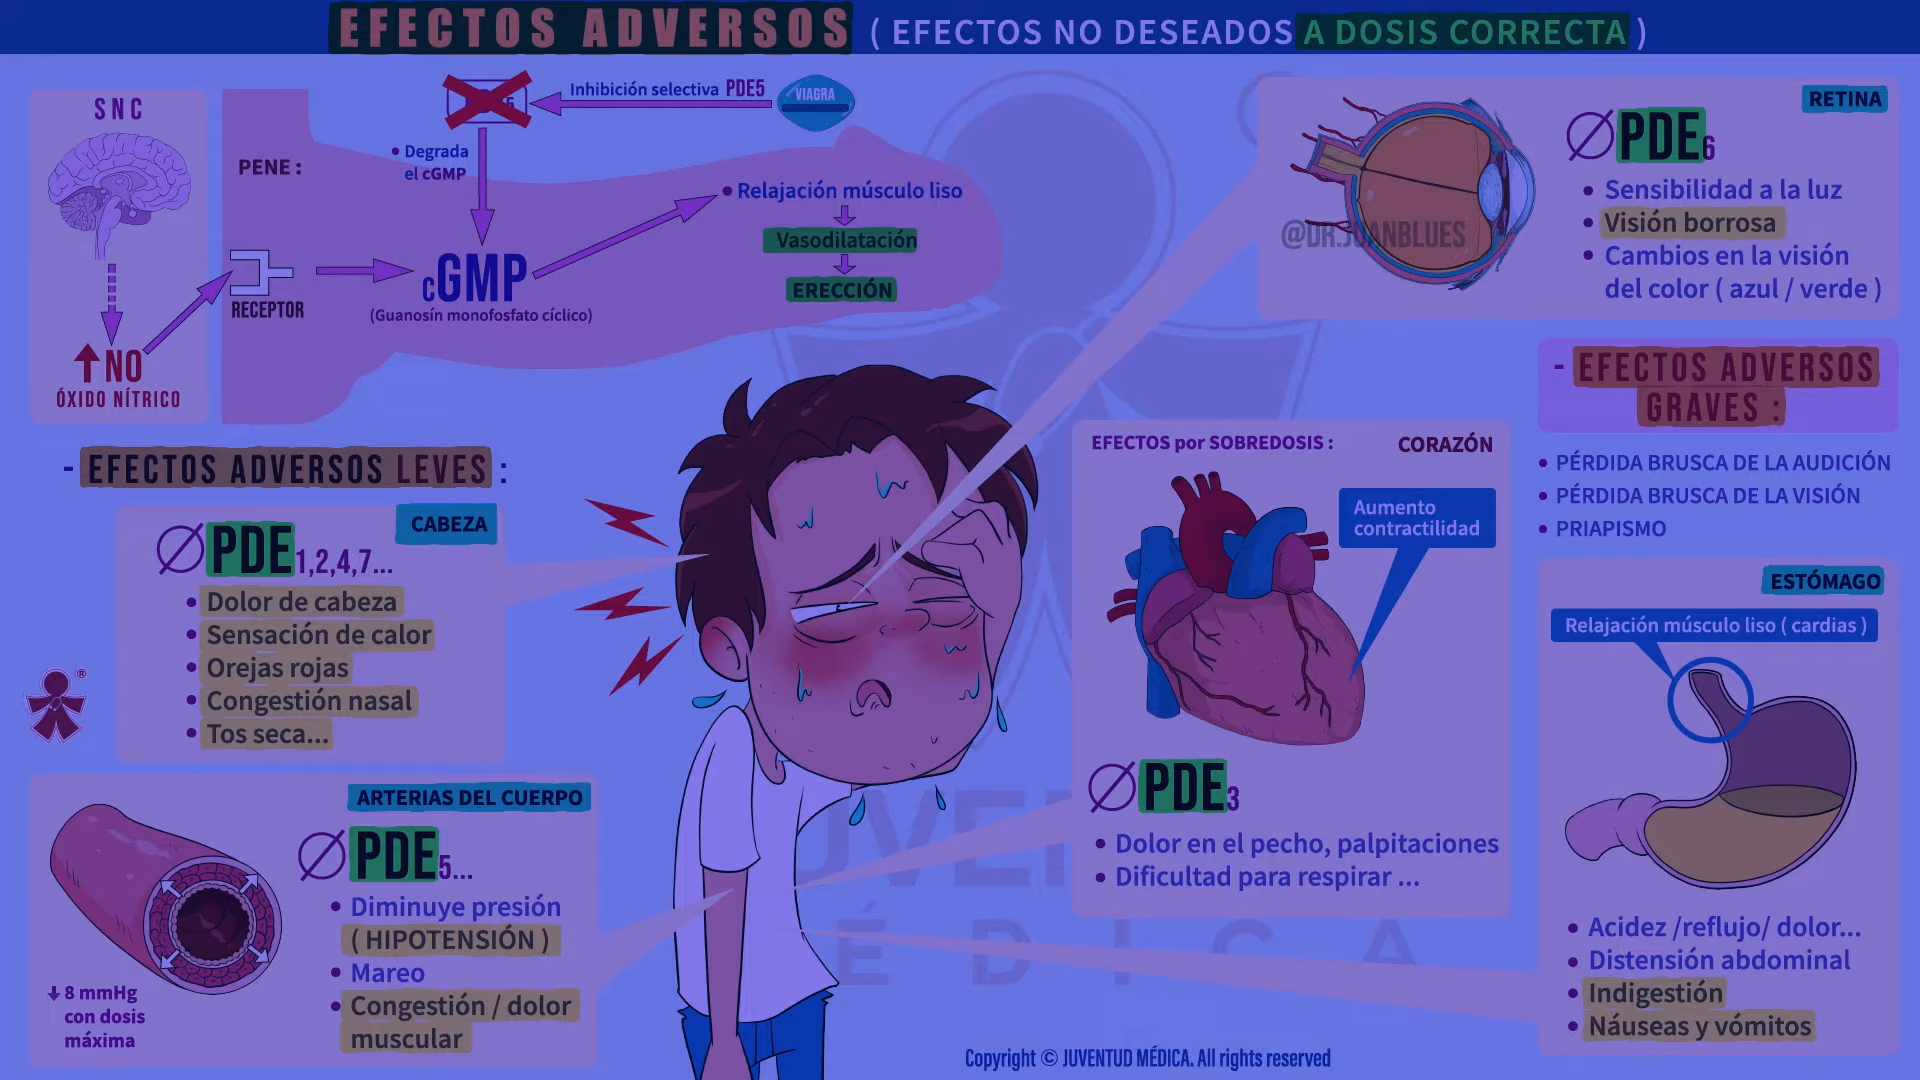 EFECTOS ADVERSOS ( EFECTOS NO DESEADOS A DOSIS CORRECTA )
SNC
↑ NO
ÓXIDO NÍTRICO
PENE :
RECEPTOR
Inhibición selectiva PDE5
VIAGRA
• Degrada
el cGMP
cGMP
(Guanosín monofosfato cíclico)
• Relajación músculo liso
Vasodilatación
ERECCIÓN
RETINA
∅ PDE6
• Sensibilidad a la luz
• Visión borrosa
• Cambios en la visión
del color ( azul / verde )
@DR.JUANBLUES
- EFECTOS ADVERSOS
GRAVES :
• PÉRDIDA BRUSCA DE LA AUDICIÓN
• PÉRDIDA BRUSCA DE LA VISIÓN
• PRIAPISMO
- EFECTOS ADVERSOS LEVES :
CABEZA
∅ PDE1,2,4,7...
• Dolor de cabeza
• Sensación de calor
• Orejas rojas
• Congestión nasal
• Tos seca...
®
ARTERIAS DEL CUERPO
∅ PDE5...
• Diminuye presión
( HIPOTENSIÓN )
• Mareo
• Congestión / dolor
muscular
↓ 8 mmHg
con dosis
máxima
EFECTOS por SOBREDOSIS :
CORAZÓN
Aumento
contractilidad
∅ PDE3
• Dolor en el pecho, palpitaciones
• Dificultad para respirar ...
ESTÓMAGO
Relajación músculo liso ( cardias )
• Acidez /reflujo/ dolor...
• Distensión abdominal
• Indigestión
• Náuseas y vómitos
Copyright © JUVENTUD MÉDICA. All rights reserved